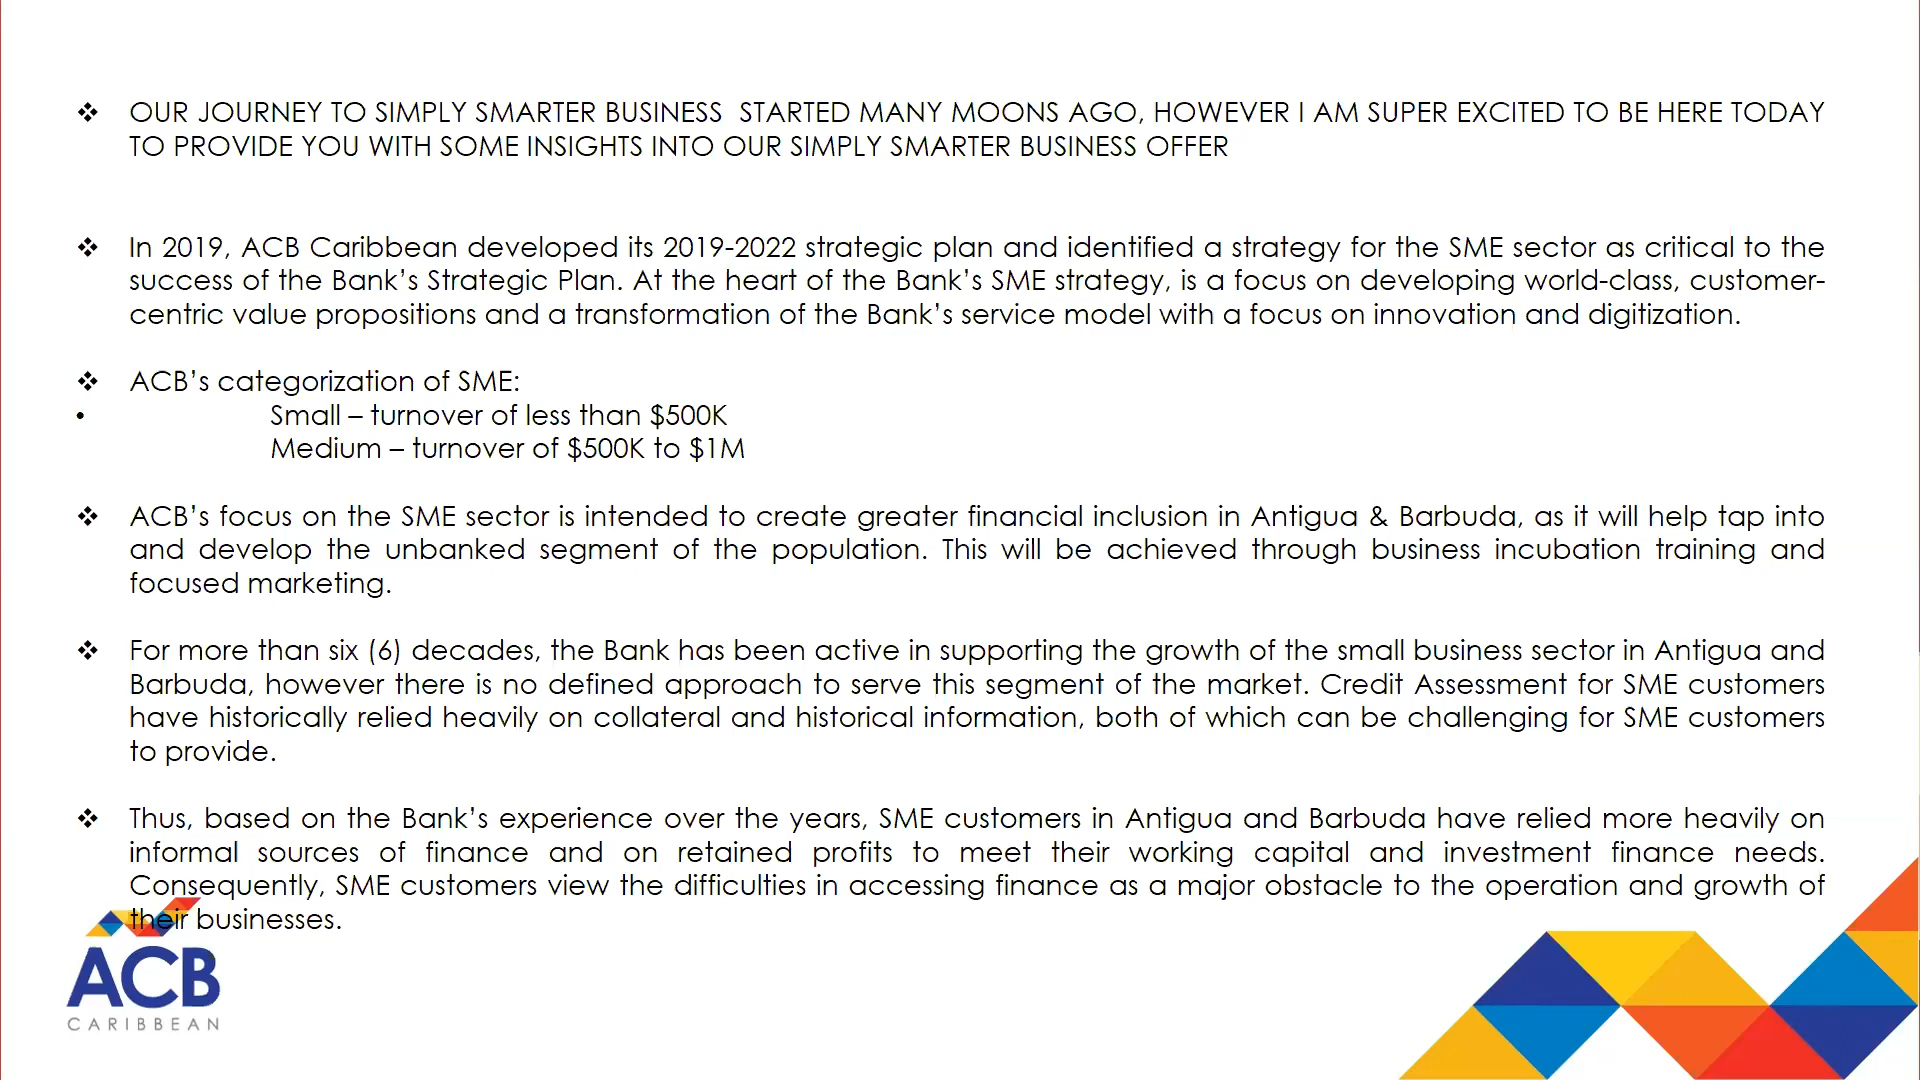 ❖ OUR JOURNEY TO SIMPLY SMARTER BUSINESS  STARTED MANY MOONS AGO, HOWEVER I AM SUPER EXCITED TO BE HERE TODAY
TO PROVIDE YOU WITH SOME INSIGHTS INTO OUR SIMPLY SMARTER BUSINESS OFFER
❖ In 2019, ACB Caribbean developed its 2019-2022 strategic plan and identified a strategy for the SME sector as critical to the
success of the Bank’s Strategic Plan. At the heart of the Bank’s SME strategy, is a focus on developing world-class, customer-
centric value propositions and a transformation of the Bank’s service model with a focus on innovation and digitization.
❖ ACB’s categorization of SME:
• Small – turnover of less than $500K
Medium – turnover of $500K to $1M
❖ ACB’s focus on the SME sector is intended to create greater financial inclusion in Antigua & Barbuda, as it will help tap into
and develop the unbanked segment of the population. This will be achieved through business incubation training and
focused marketing.
❖ For more than six (6) decades, the Bank has been active in supporting the growth of the small business sector in Antigua and
Barbuda, however there is no defined approach to serve this segment of the market. Credit Assessment for SME customers
have historically relied heavily on collateral and historical information, both of which can be challenging for SME customers
to provide.
❖ Thus, based on the Bank’s experience over the years, SME customers in Antigua and Barbuda have relied more heavily on
informal sources of finance and on retained profits to meet their working capital and investment finance needs.
Consequently, SME customers view the difficulties in accessing finance as a major obstacle to the operation and growth of
their businesses.
ACB
CARIBBEAN